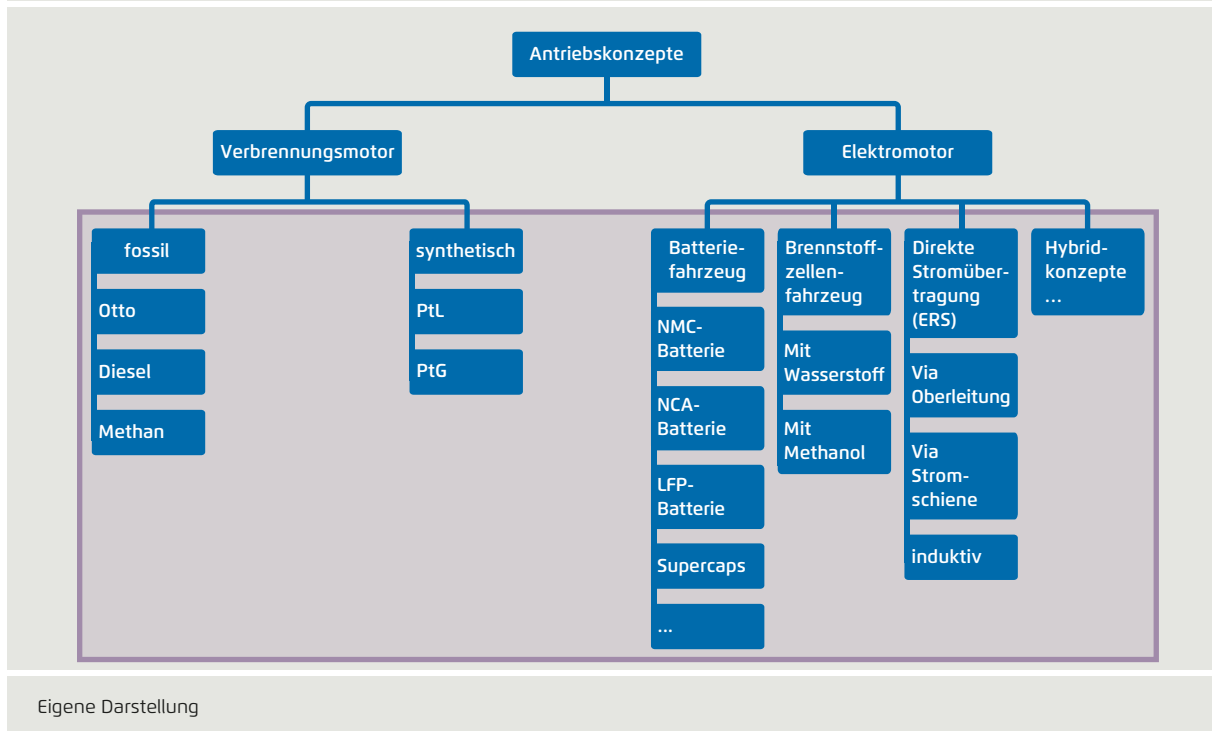 Antriebskonzepte
Verbrennungsmotor
Elektromotor
fossil
Otto
Diesel
Methan
synthetisch
PtL
PtG
Batterie-
fahrzeug
NMC-
Batterie
NCA-
Batterie
LFP-
Batterie
Supercaps
...
Brennstoff-
zellen-
fahrzeug
Mit
Wasserstoff
Mit
Methanol
Direkte
Stromüber-
tragung
(ERS)
Via
Oberleitung
Via
Strom-
schiene
induktiv
Hybrid-
konzepte
...
Eigene Darstellung